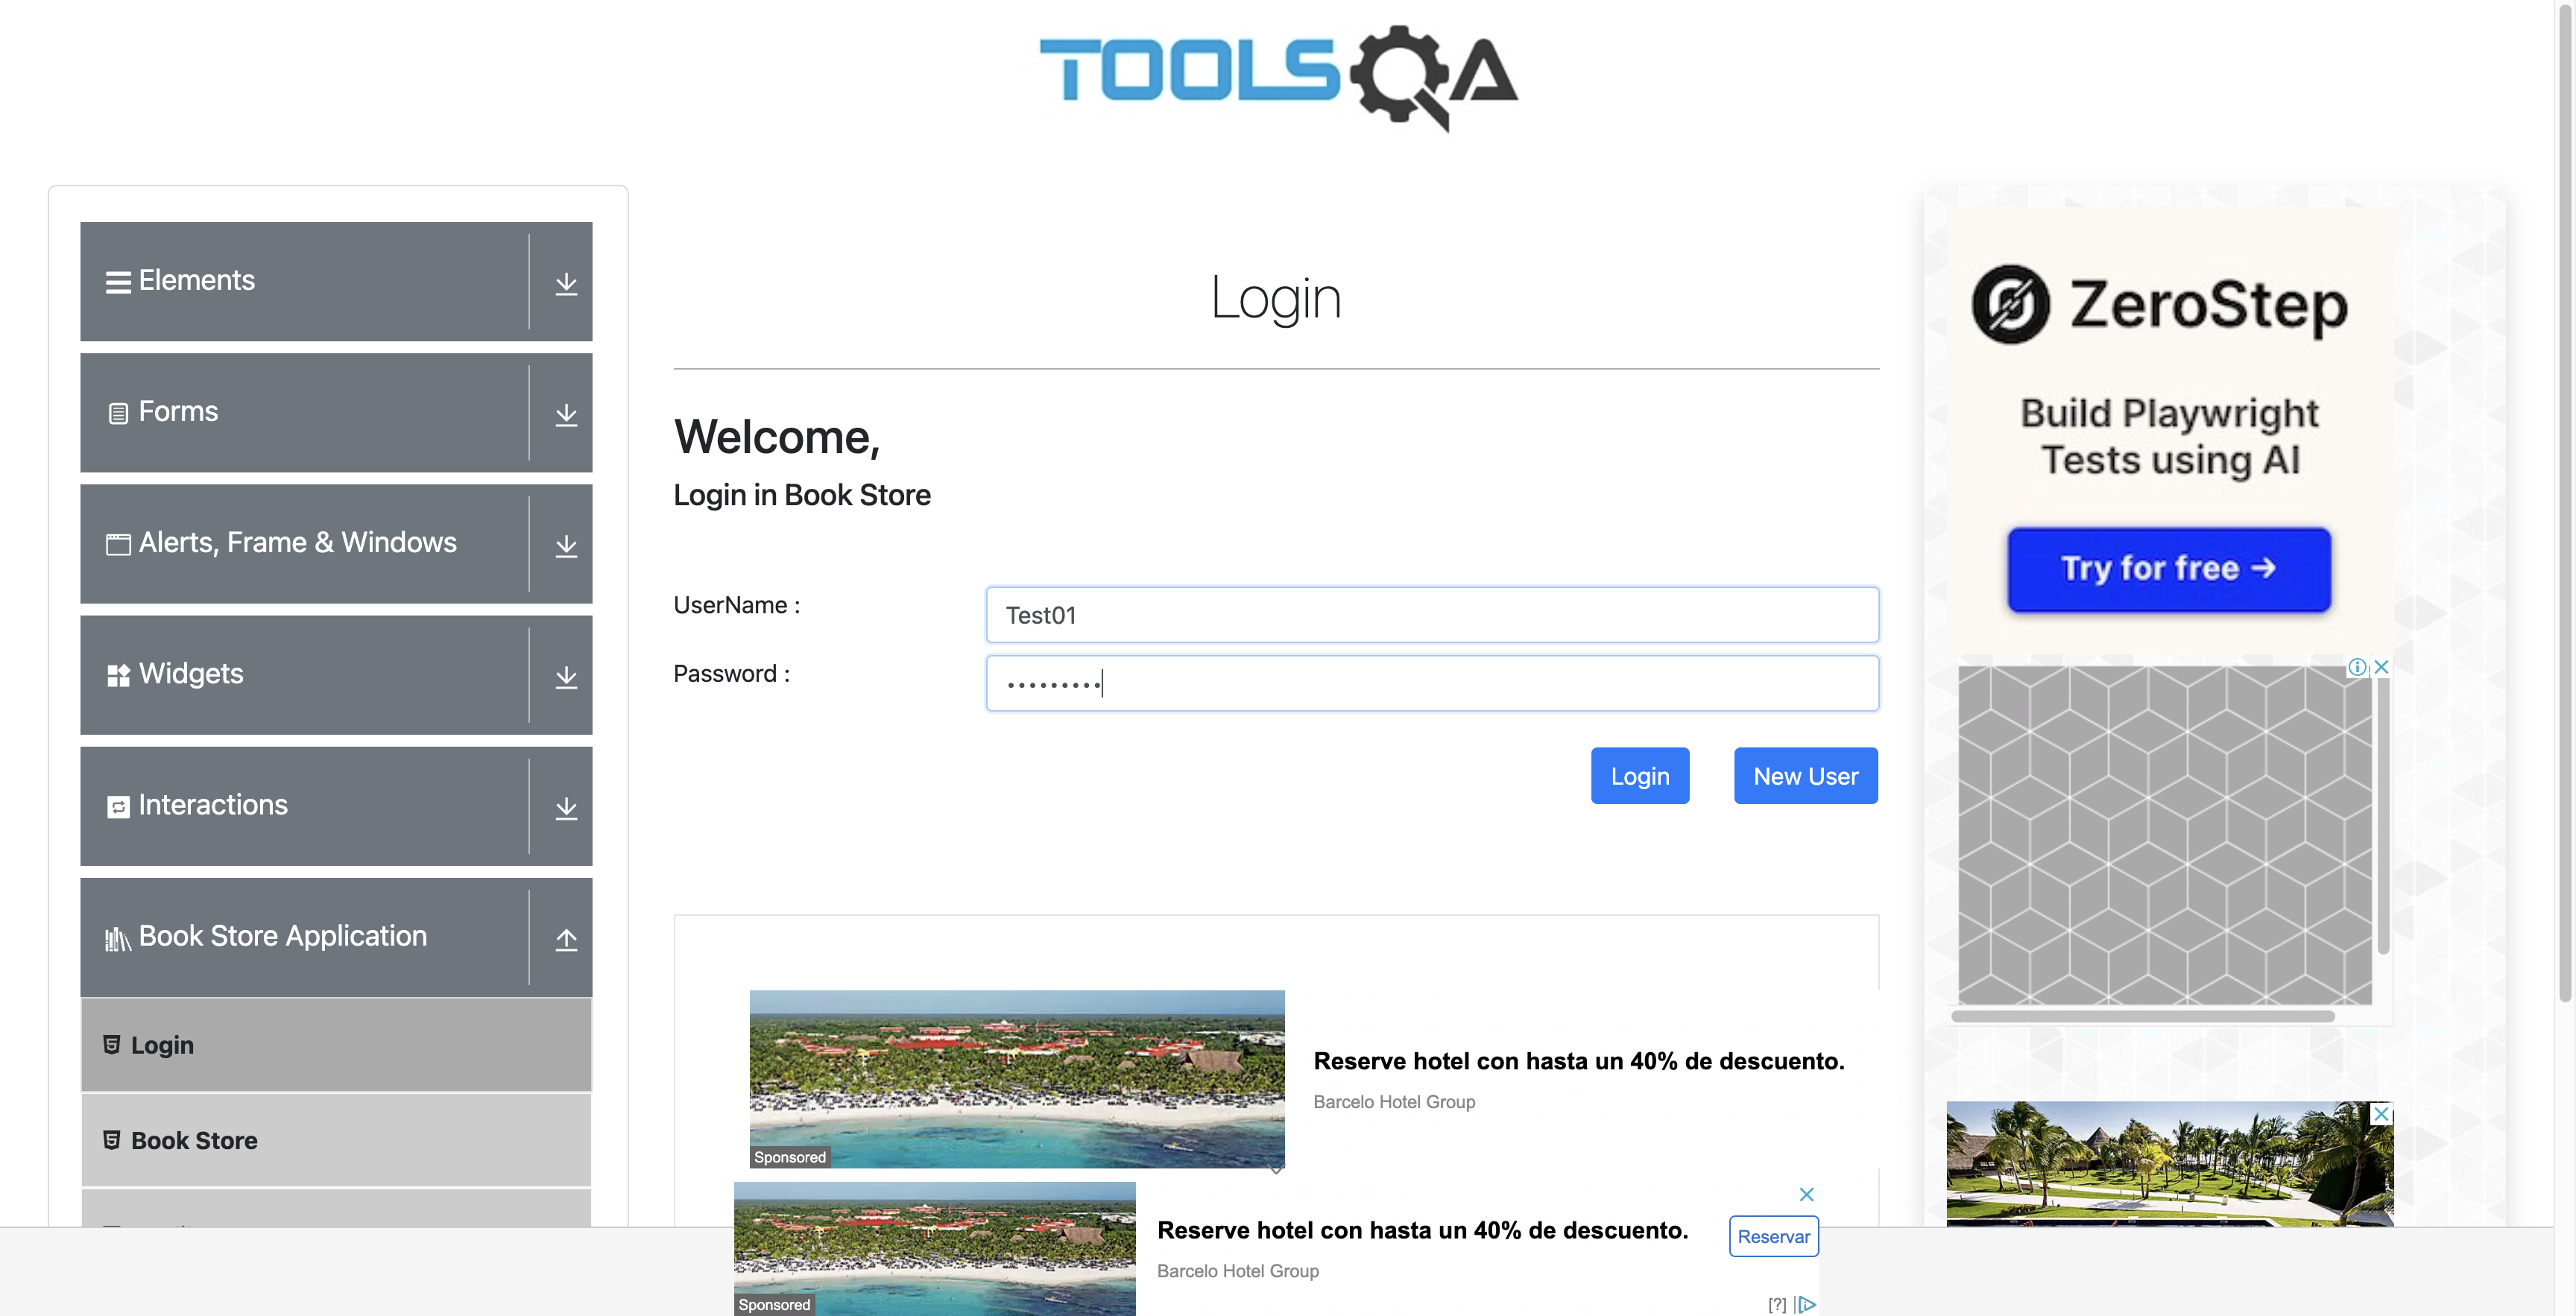 TOOLSQA
Elements
Forms
Alerts, Frame & Windows
Widgets
Interactions
Book Store Application
Login
Book Store
Login
Welcome,
Login in Book Store
UserName :
Test01
Password :
•••••••••
Login
New User
Reserve hotel con hasta un 40% de descuento.
Barcelo Hotel Group
Sponsored
Reserve hotel con hasta un 40% de descuento.
Barcelo Hotel Group
Reservar
Sponsored
[?]
ZeroStep
Build Playwright
Tests using AI
Try for free →